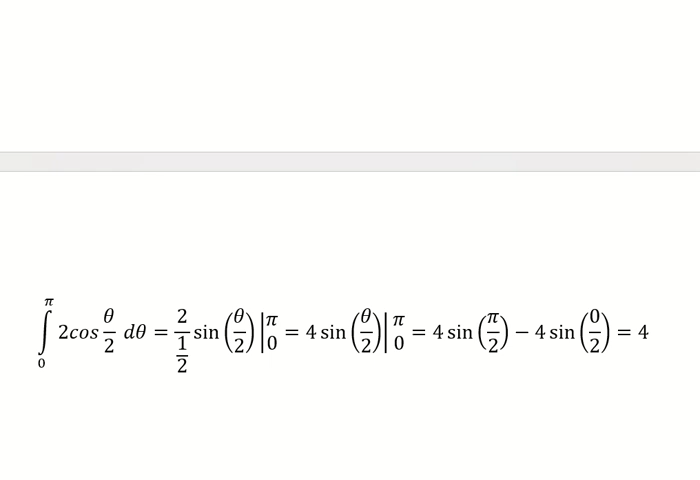 ∫₀^π 2cos θ/2 dθ = 2/(1/2) sin(θ/2)|₀^π = 4 sin(θ/2)|₀^π = 4 sin(π/2) − 4 sin(0/2) = 4